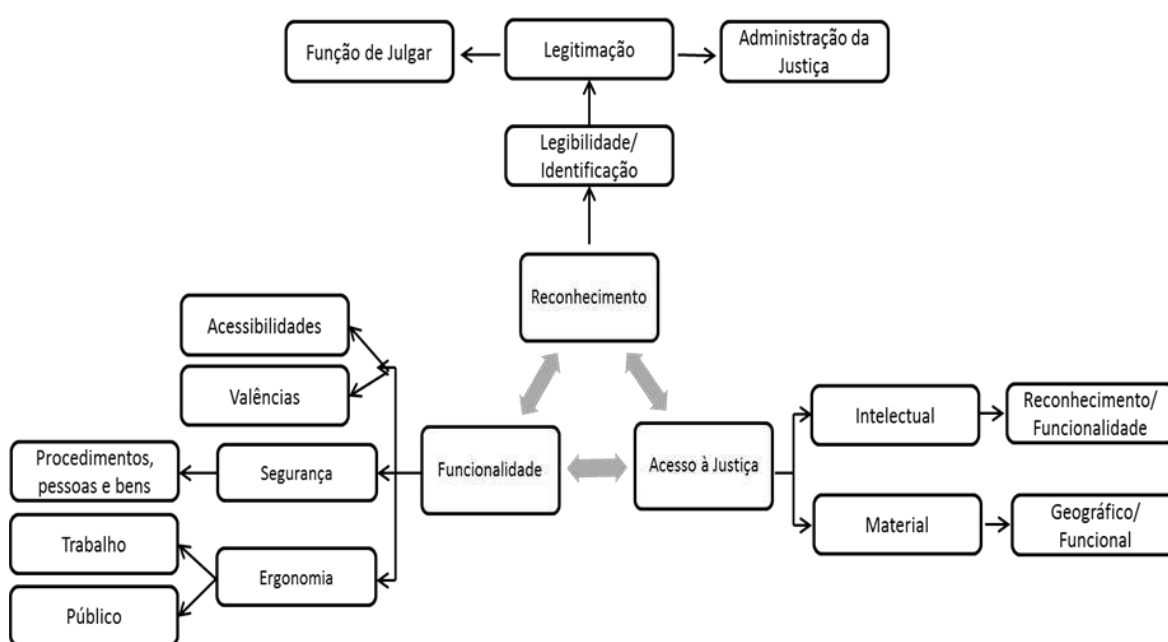 Função de Julgar
Legitimação
Administração da
Justiça
Legibilidade/
Identificação
Reconhecimento
Acessibilidades
Valências
Procedimentos,
pessoas e bens
Segurança
Funcionalidade
Trabalho
Ergonomia
Público
Acesso à Justiça
Intelectual
Reconhecimento/
Funcionalidade
Material
Geográfico/
Funcional